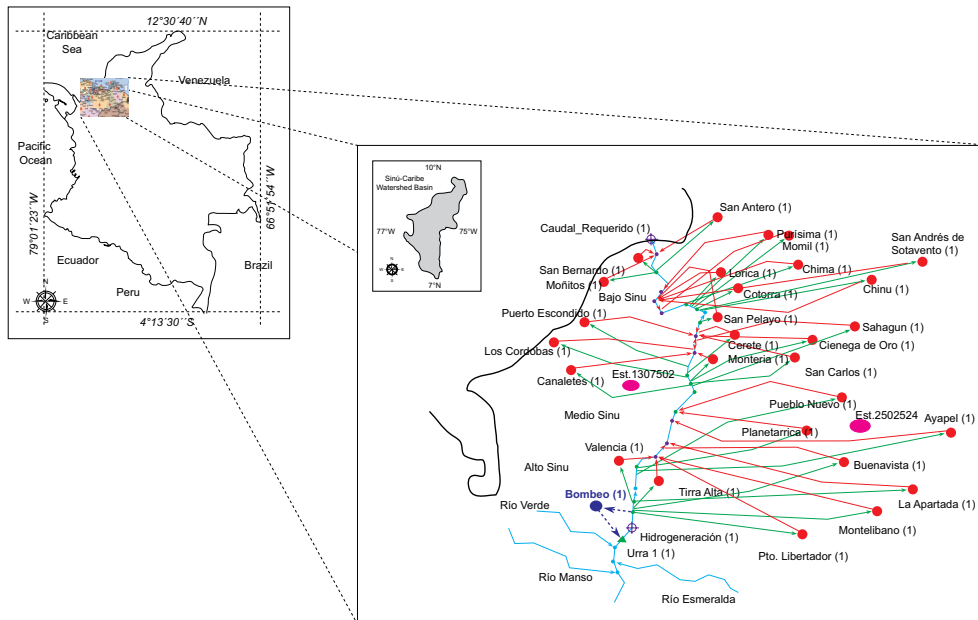 12°30´40´´N
Caribbean
Sea
Venezuela
Pacific
Ocean
79°01´23´´W
66°51´54´´W
Ecuador
Brazil
Peru
N
W
E
S
4°13´30´´S
10°N
Sinú-Caribe
Watershed Basin
77°W
75°W
N
W
E
S
7°N
San Antero (1)
Caudal_Requerido (1)
Purisima (1)
Momil (1)
San Andrés de
Sotavento (1)
San Bernardo (1)
Moñitos (1)
Lorica (1)
Chima (1)
Chinu (1)
Bajo Sinu
Cotorra (1)
Puerto Escondido (1)
San Pelayo (1)
Sahagun (1)
Los Cordobas (1)
Cerete (1)
Cienega de Oro (1)
Monteria (1)
Canaletes (1)
Est.1307502
San Carlos (1)
Medio Sinu
Pueblo Nuevo (1)
Est.2502524
Ayapel (1)
Planetarrica (1)
Valencia (1)
Alto Sinu
Buenavista (1)
Bombeo (1)
Tirra Alta (1)
La Apartada (1)
Río Verde
Montelibano (1)
Hidrogeneración (1)
Urra 1 (1)
Pto. Libertador (1)
Río Manso
Río Esmeralda